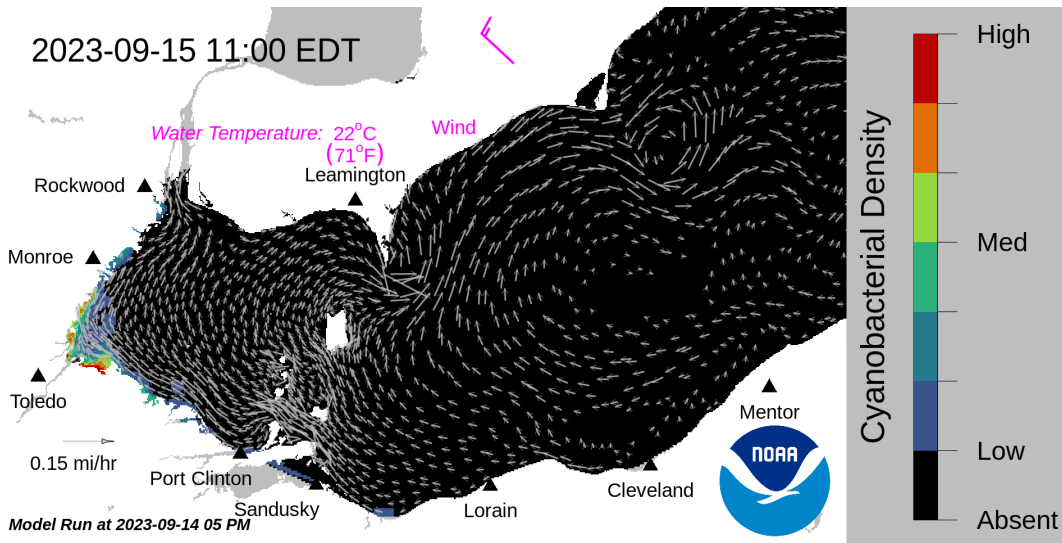 2023-09-15 11:00 EDT
Water Temperature: 22°C
(71°F)
Wind
Leamington
Rockwood
Monroe
Toledo
0.15 mi/hr
Port Clinton
Sandusky
Lorain
Cleveland
Mentor
NOAA
Model Run at 2023-09-14 05 PM
Cyanobacterial Density
High
Med
Low
Absent